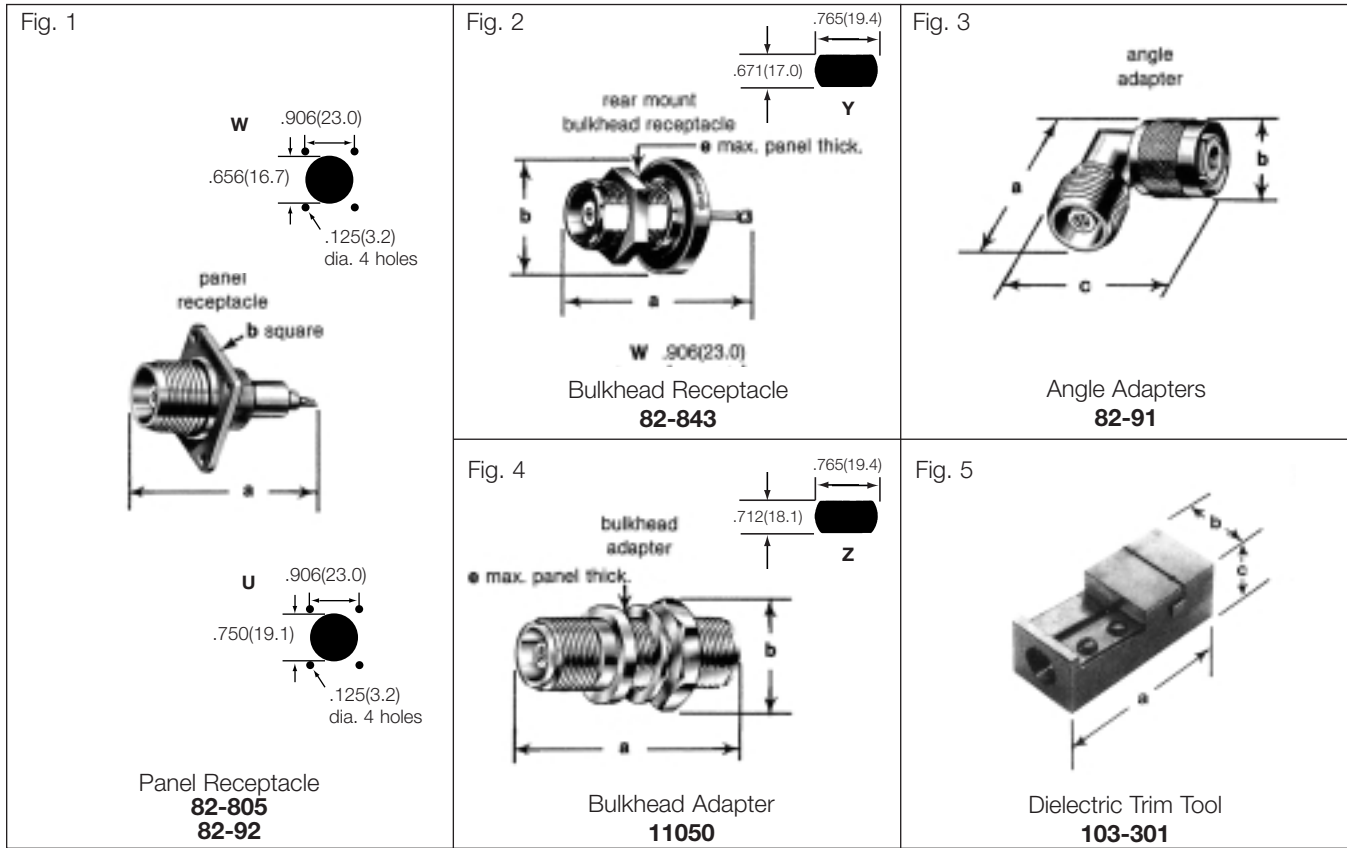 Fig. 1
W
.906(23.0)
.656(16.7)
.125(3.2)
dia. 4 holes
panel
receptacle
b square
a
U
.906(23.0)
.750(19.1)
.125(3.2)
dia. 4 holes
Panel Receptacle
82-805
82-92
Fig. 2
.765(19.4)
.671(17.0)
Y
rear mount
bulkhead receptacle
e max. panel thick.
b
a
W .906(23.0)
Bulkhead Receptacle
82-843
Fig. 3
angle
adapter
a
b
c
Angle Adapters
82-91
Fig. 4
.765(19.4)
.712(18.1)
Z
bulkhead
adapter
e max. panel thick.
b
a
Bulkhead Adapter
11050
Fig. 5
b
c
a
Dielectric Trim Tool
103-301